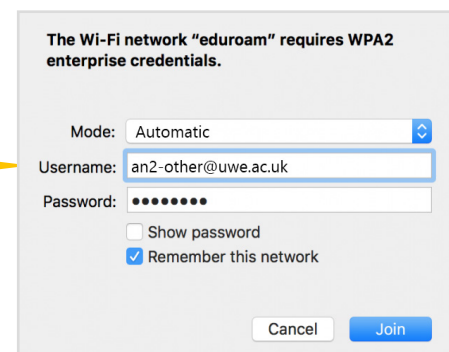 The Wi-Fi network “eduroam” requires WPA2
enterprise credentials.
Mode: Automatic
Username: an2-other@uwe.ac.uk
Password: ●●●●●●●●
Show password
Remember this network
Cancel Join